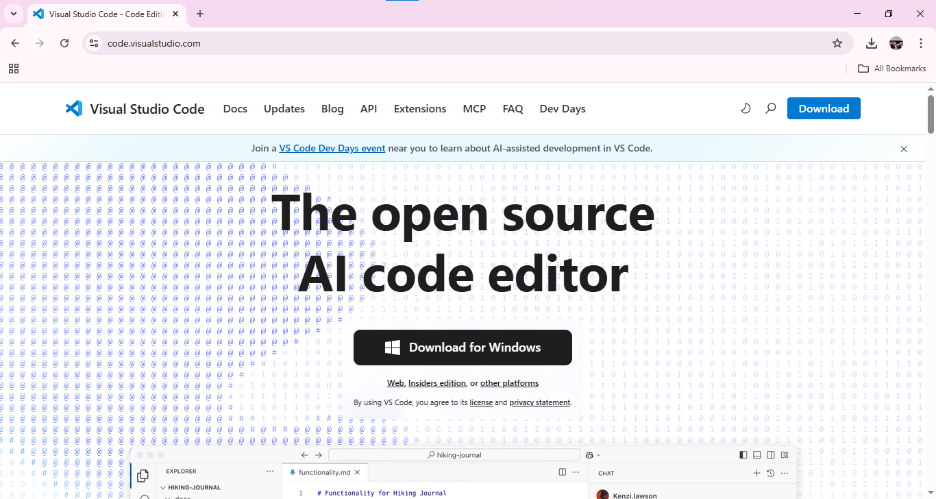 Visual Studio Code - Code Editi
code.visualstudio.com
All Bookmarks
Visual Studio Code Docs Updates Blog API Extensions MCP FAQ Dev Days Download
Join a VS Code Dev Days event near you to learn about AI-assisted development in VS Code.
The open source
AI code editor
Download for Windows
Web, Insiders edition, or other platforms
By using VS Code, you agree to its license and privacy statement.
hiking-journal
EXPLORER
functionality.md
CHAT
HIKING-JOURNAL
docs
1 # Functionality for Hiking Journal
Kenzi.lawson